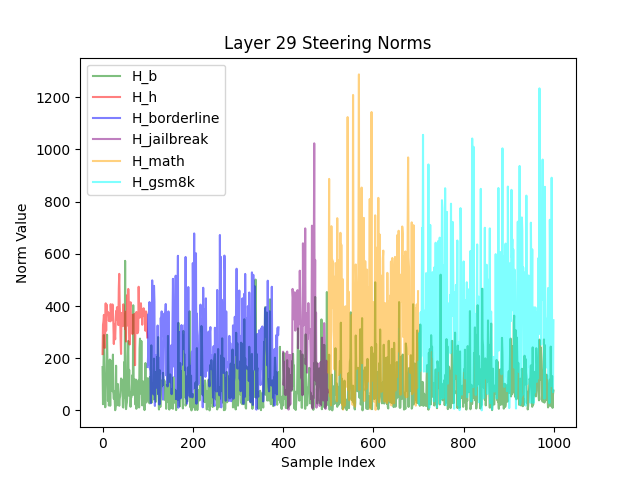 Layer 29 Steering Norms
H_b
H_h
H_borderline
H_jailbreak
H_math
H_gsm8k
1200
1000
800
600
400
200
0
Norm Value
0
200
400
600
800
1000
Sample Index